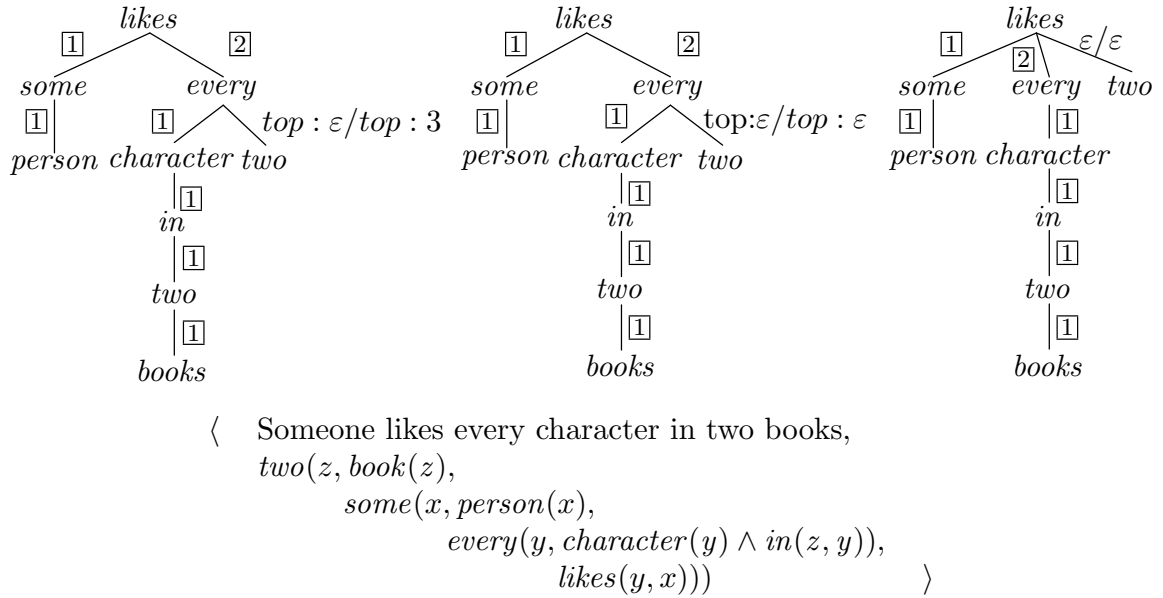 likes likes likes
1 2 1 2 1 2 ε/ε
some every some every some every two
1 1 top : ε/top : 3 1 1 top:ε/top : ε 1 1
person character two person character two person character
1 1 1
in in in
1 1 1
two two two
1 1 1
books books books
⟨ Someone likes every character in two books,
two(z, book(z),
some(x, person(x),
every(y, character(y) ∧ in(z, y)),
likes(y, x))) ⟩